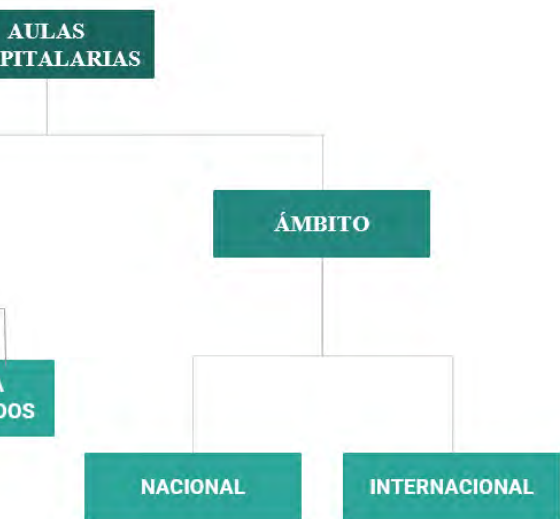 AULAS
PITALARIAS
ÁMBITO
A
DOS
NACIONAL
INTERNACIONAL